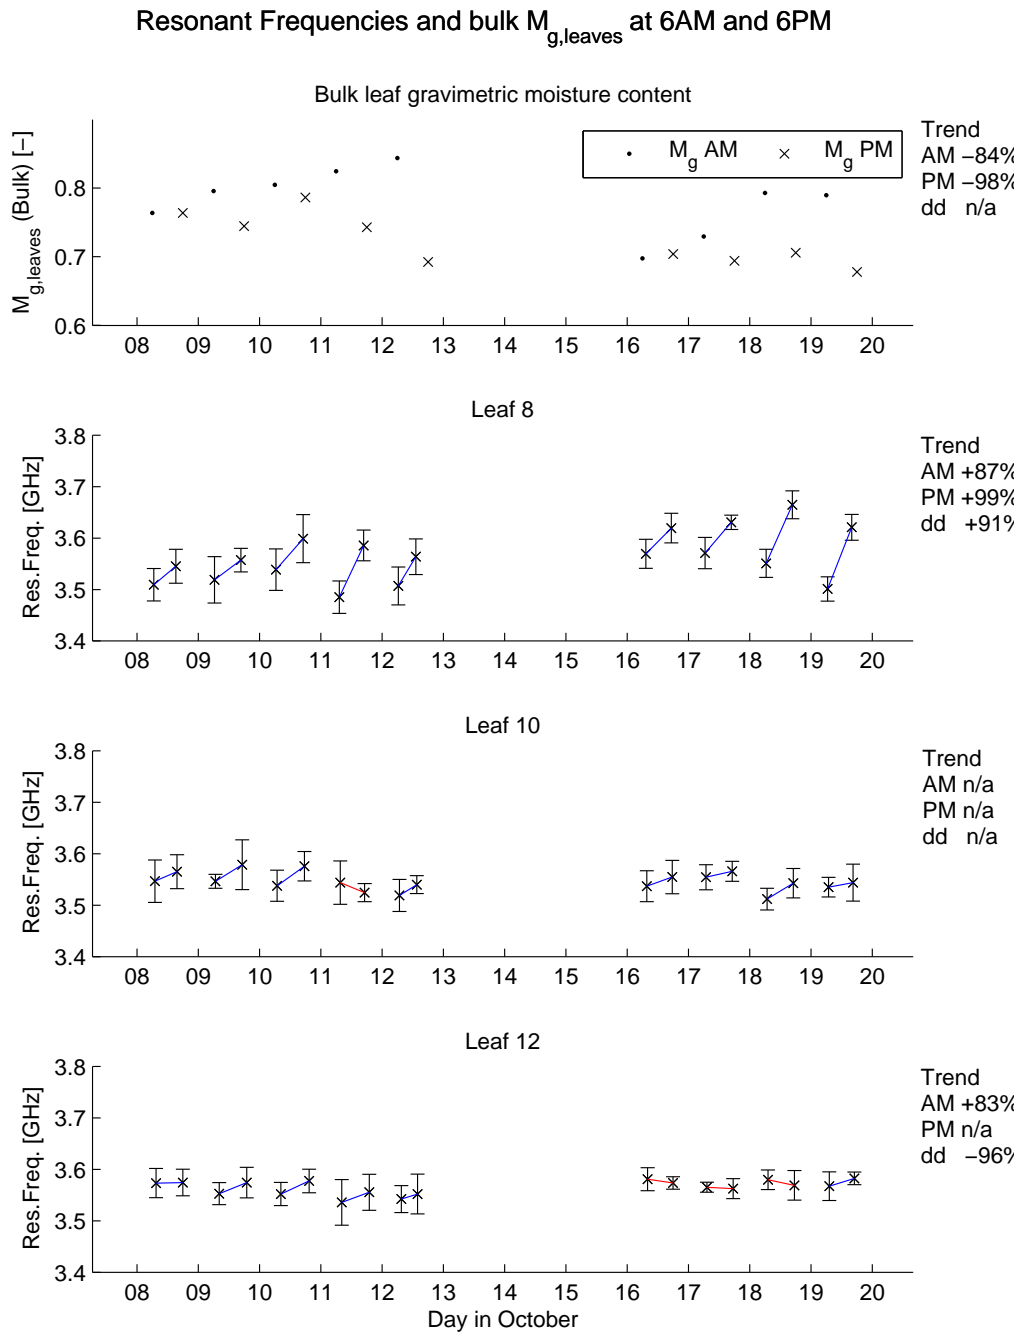 Resonant Frequencies and bulk M_g,leaves at 6AM and 6PM
Bulk leaf gravimetric moisture content
M_g,leaves (Bulk) [−]
0.8
0.7
0.6
M_g AM
M_g PM
Trend
AM −84%
PM −98%
dd n/a
08 09 10 11 12 13 14 15 16 17 18 19 20
Leaf 8
Res.Freq. [GHz]
3.8
3.7
3.6
3.5
3.4
Trend
AM +87%
PM +99%
dd +91%
08 09 10 11 12 13 14 15 16 17 18 19 20
Leaf 10
Res.Freq. [GHz]
3.8
3.7
3.6
3.5
3.4
Trend
AM n/a
PM n/a
dd n/a
08 09 10 11 12 13 14 15 16 17 18 19 20
Leaf 12
Res.Freq. [GHz]
3.8
3.7
3.6
3.5
3.4
Trend
AM +83%
PM n/a
dd −96%
08 09 10 11 12 13 14 15 16 17 18 19 20
Day in October